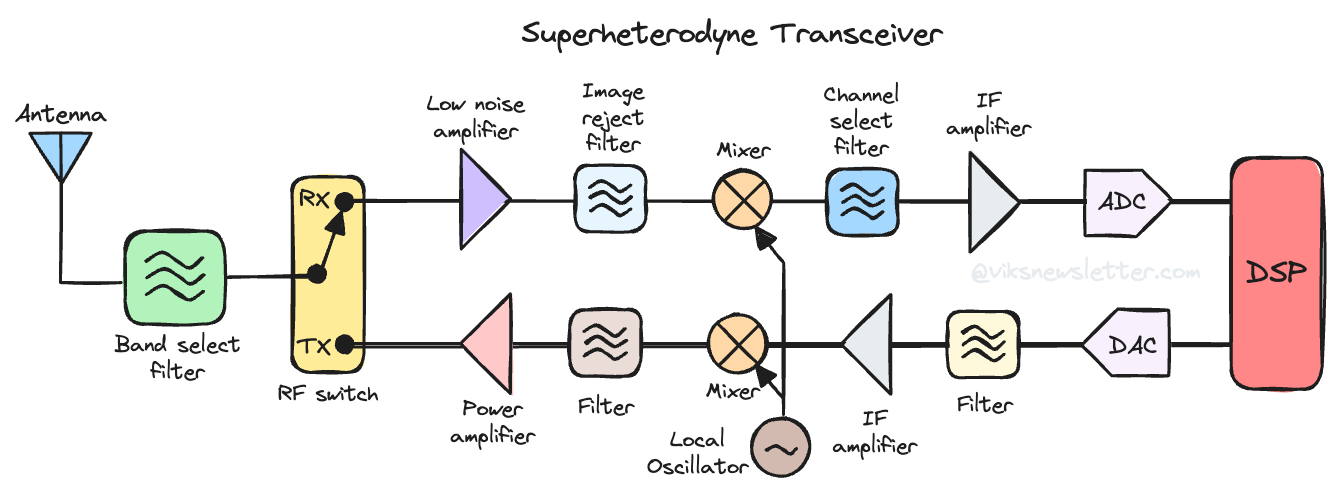 Superheterodyne Transceiver
Antenna
Band select
filter
RX
TX
RF switch
Low noise
amplifier
Image
reject
filter
Mixer
Channel
select
filter
IF
amplifier
ADC
DSP
@viksnewsletter.com
Power
amplifier
Filter
Mixer
Local
Oscillator
IF
amplifier
Filter
DAC